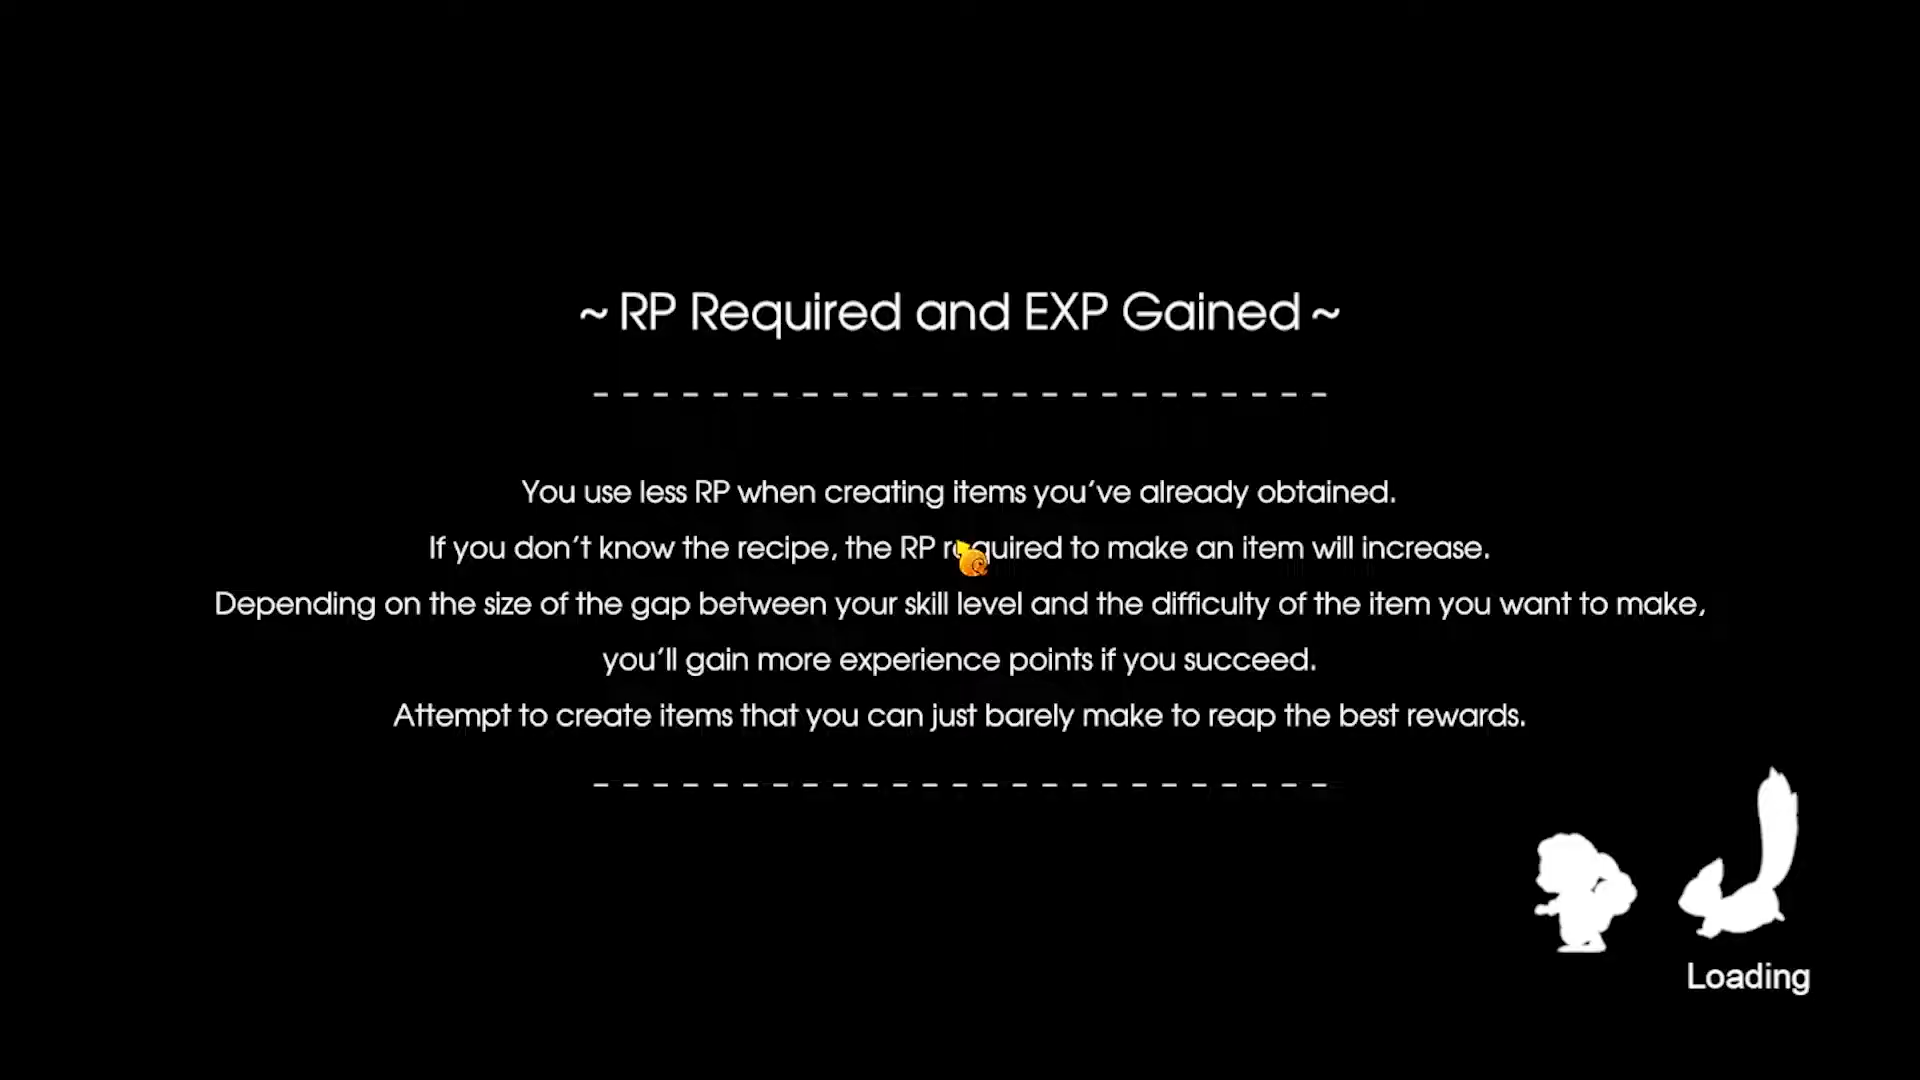 ~ RP Required and EXP Gained ~
- - - - - - - - - - - - - - - - - - - - - - - - -
You use less RP when creating items you've already obtained.
If you don't know the recipe, the RP required to make an item will increase.
Depending on the size of the gap between your skill level and the difficulty of the item you want to make,
you'll gain more experience points if you succeed.
Attempt to create items that you can just barely make to reap the best rewards.
- - - - - - - - - - - - - - - - - - - - - - - - -
Loading